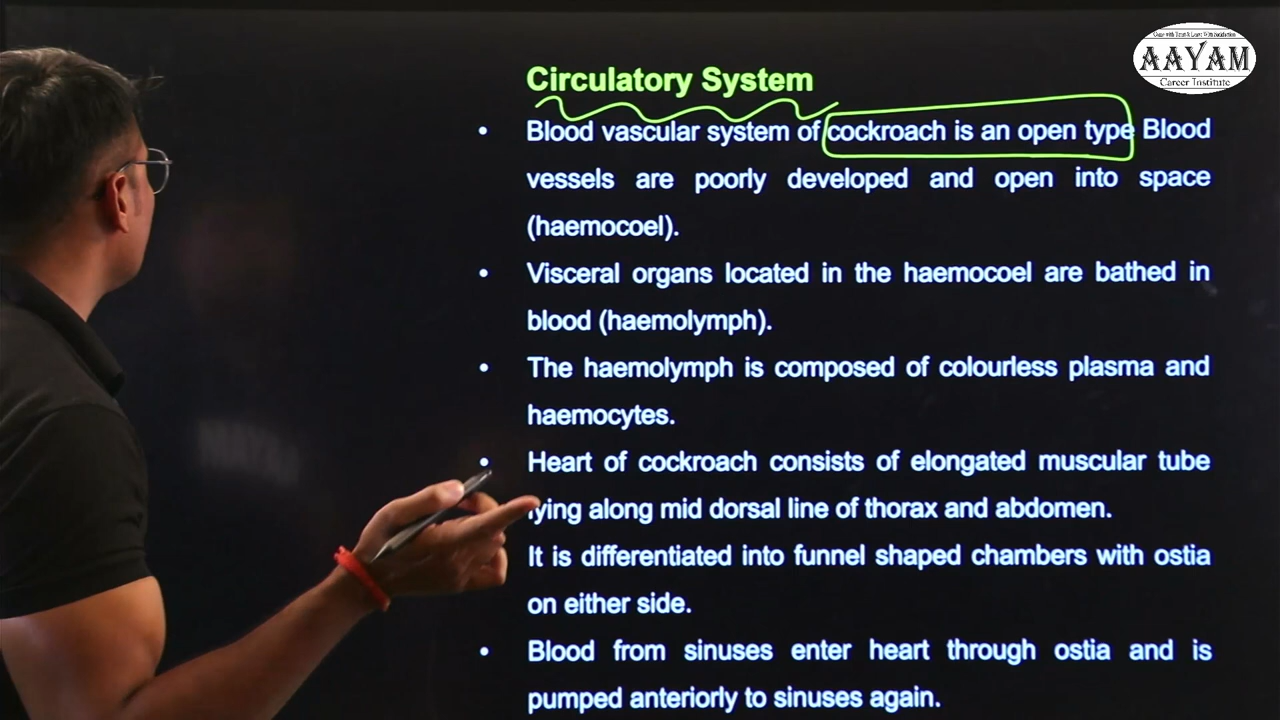 AAYAM
Career Institute
Circulatory System
• Blood vascular system of cockroach is an open type Blood
vessels are poorly developed and open into space
(haemocoel).
• Visceral organs located in the haemocoel are bathed in
blood (haemolymph).
• The haemolymph is composed of colourless plasma and
haemocytes.
• Heart of cockroach consists of elongated muscular tube
lying along mid dorsal line of thorax and abdomen.
It is differentiated into funnel shaped chambers with ostia
on either side.
• Blood from sinuses enter heart through ostia and is
pumped anteriorly to sinuses again.